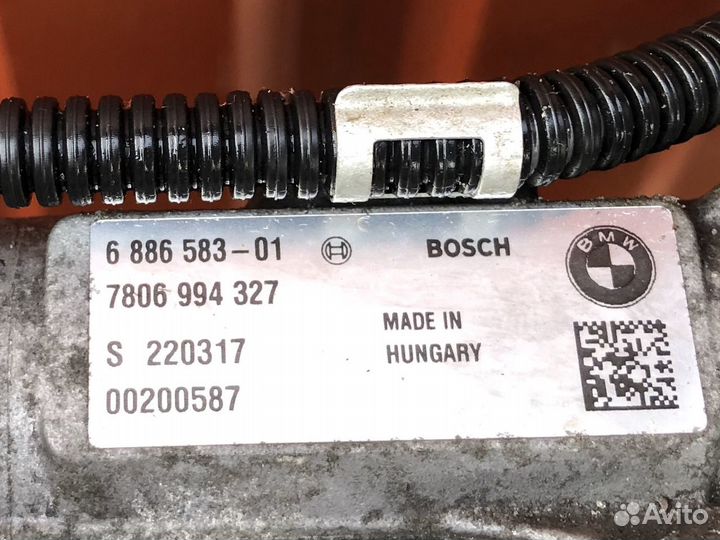 6 886 583-01 BOSCH
BMW
7806 994 327
MADE IN
HUNGARY
S 220317
00200587
Avito